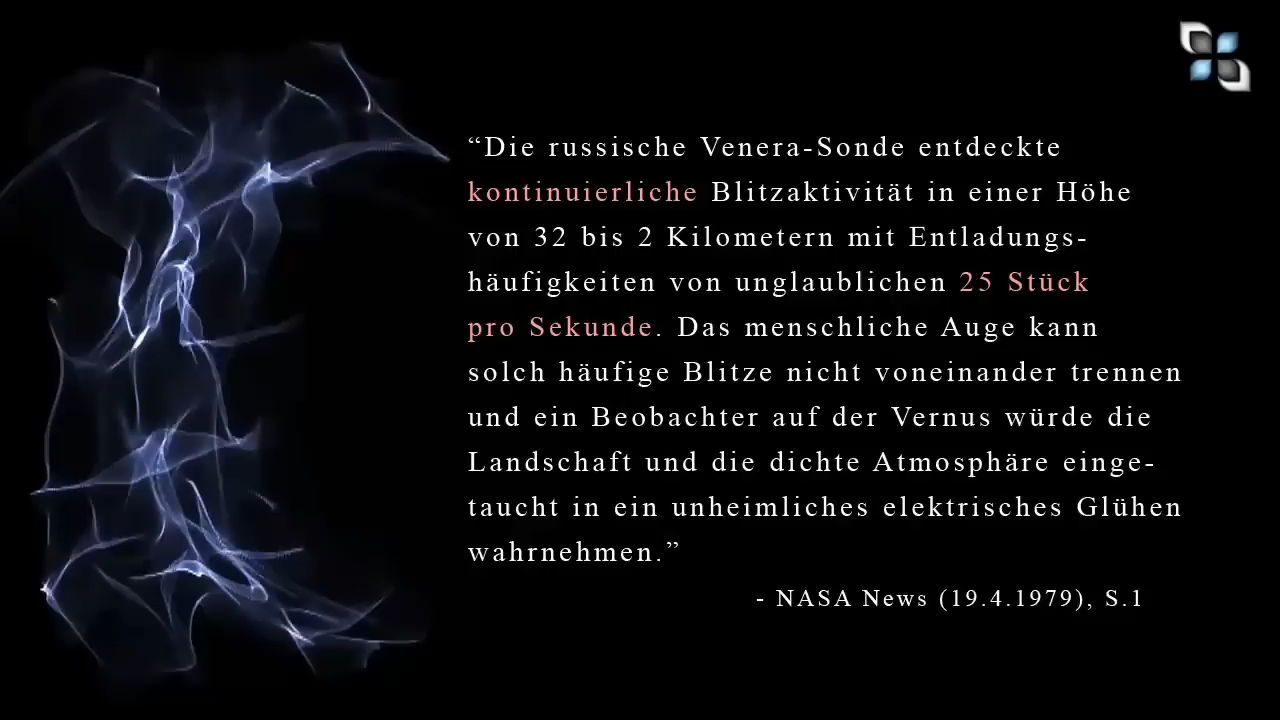 “Die russische Venera-Sonde entdeckte
kontinuierliche Blitzaktivität in einer Höhe
von 32 bis 2 Kilometern mit Entladungs-
häufigkeiten von unglaublichen 25 Stück
pro Sekunde. Das menschliche Auge kann
solch häufige Blitze nicht voneinander trennen
und ein Beobachter auf der Vernus würde die
Landschaft und die dichte Atmosphäre einge-
taucht in ein unheimliches elektrisches Glühen
wahrnehmen.”
- NASA News (19.4.1979), S.1